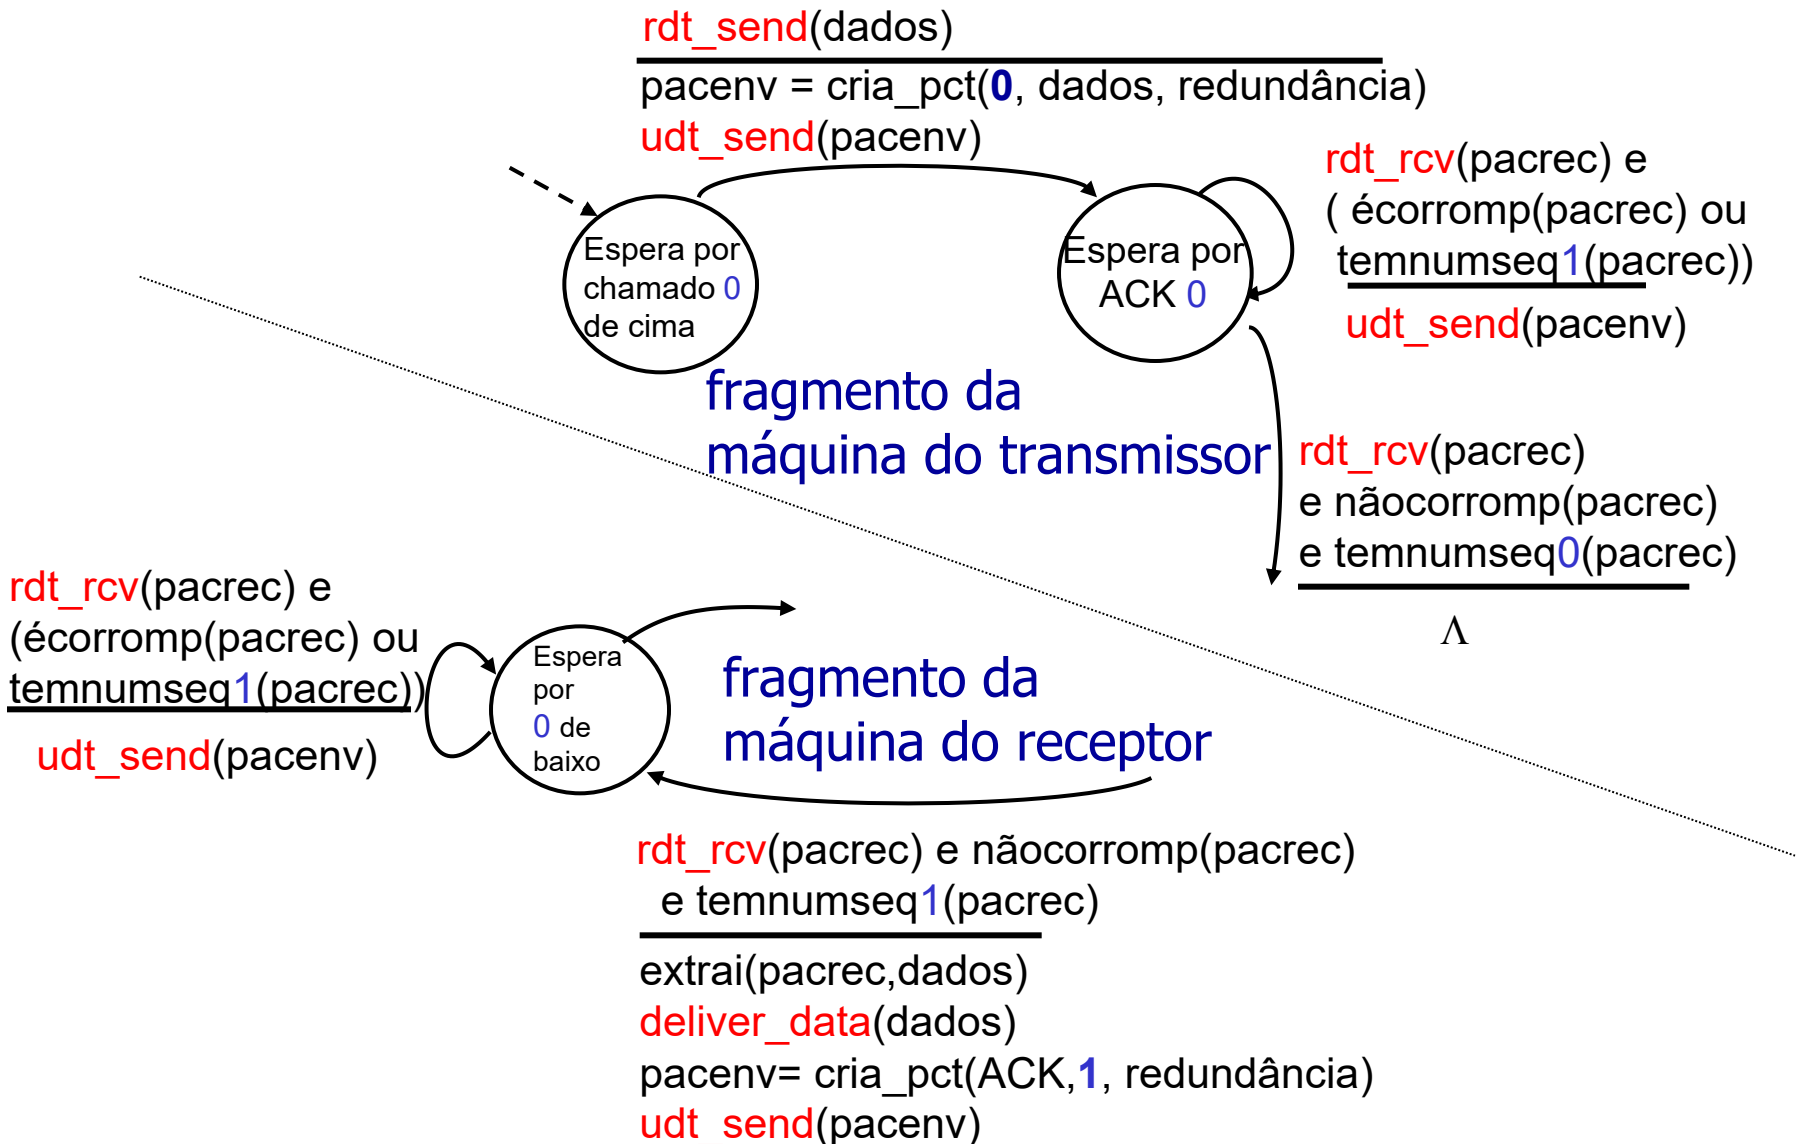 rdt_send(dados)
pacenv = cria_pct(0, dados, redundância)
udt_send(pacenv)
rdt_rcv(pacrec) e
( écorromp(pacrec) ou
temnumseq1(pacrec))
udt_send(pacenv)
Espera por
chamado 0
de cima
Espera por
ACK 0
fragmento da
máquina do transmissor
rdt_rcv(pacrec)
e nãocorromp(pacrec)
e temnumseq0(pacrec)
Λ
rdt_rcv(pacrec) e
(écorromp(pacrec) ou
temnumseq1(pacrec))
udt_send(pacenv)
Espera
por
0 de
baixo
fragmento da
máquina do receptor
rdt_rcv(pacrec) e nãocorromp(pacrec)
e temnumseq1(pacrec)
extrai(pacrec,dados)
deliver_data(dados)
pacenv= cria_pct(ACK,1, redundância)
udt_send(pacenv)